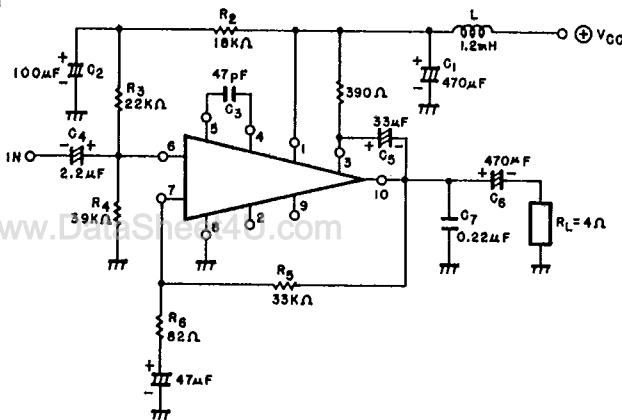 R2
18KΩ
L
1.2mH
⊕ VCC
100μF
+
-
C2
R3
22KΩ
47pF
C3
5
4
390Ω
+
-
C1
470μF
33μF
+ -
C5
1
3
C4
- +
IN
2.2μF
6
7
R4
39KΩ
8
2
9
10
470μF
+ -
C6
C7
0.22μF
RL=4Ω
www.DataSheet4U.com
R5
33KΩ
R6
82Ω
+
-
47μF